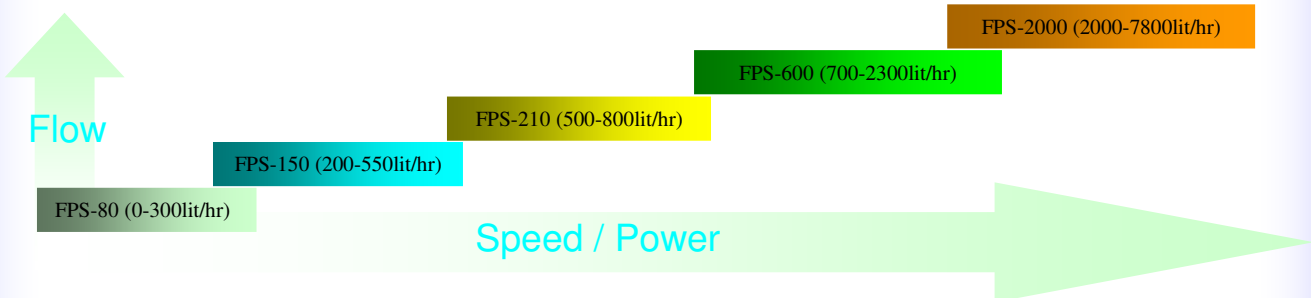 FPS-2000 (2000-7800lit/hr)
FPS-600 (700-2300lit/hr)
FPS-210 (500-800lit/hr)
Flow
FPS-150 (200-550lit/hr)
FPS-80 (0-300lit/hr)
Speed / Power